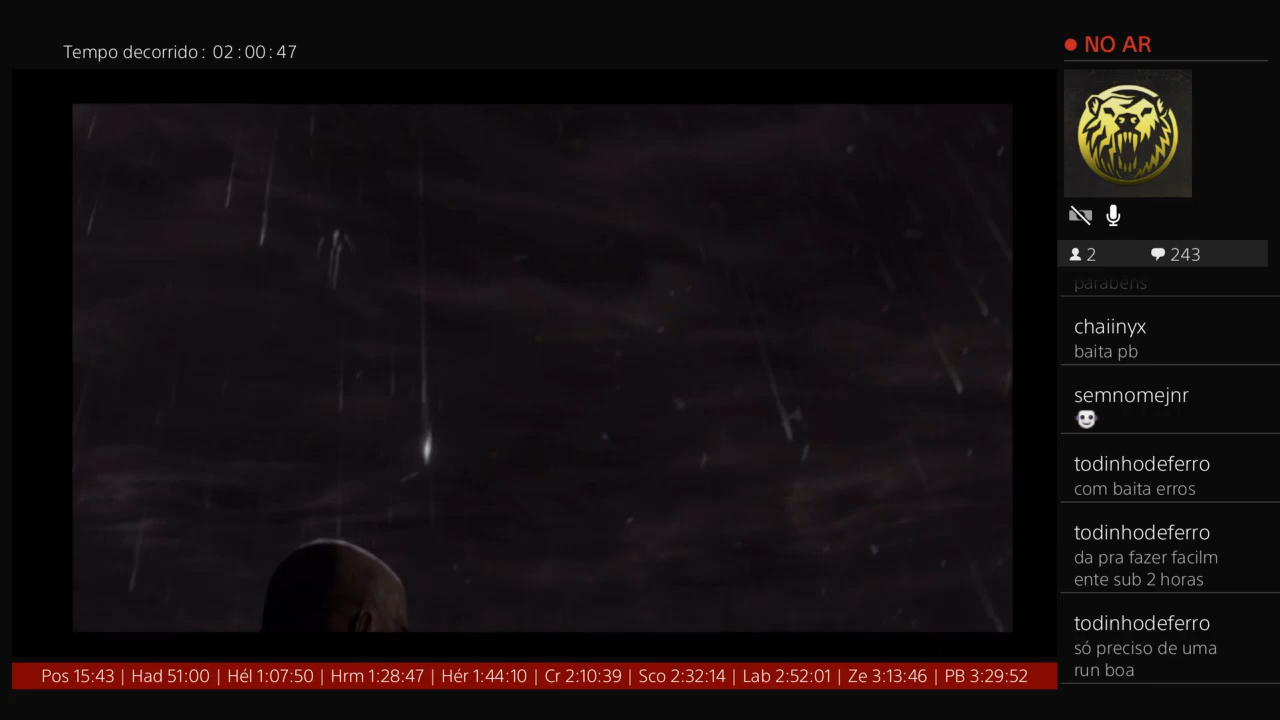 Tempo decorrido: 02:00:47
NO AR
2 243
parabéns
chaiinyx
baita pb
semnomejnr
todinhodeferro
com baita erros
todinhodeferro
da pra fazer facilm
ente sub 2 horas
todinhodeferro
só preciso de uma
run boa
Pos 15:43 | Had 51:00 | Hél 1:07:50 | Hrm 1:28:47 | Hér 1:44:10 | Cr 2:10:39 | Sco 2:32:14 | Lab 2:52:01 | Ze 3:13:46 | PB 3:29:52